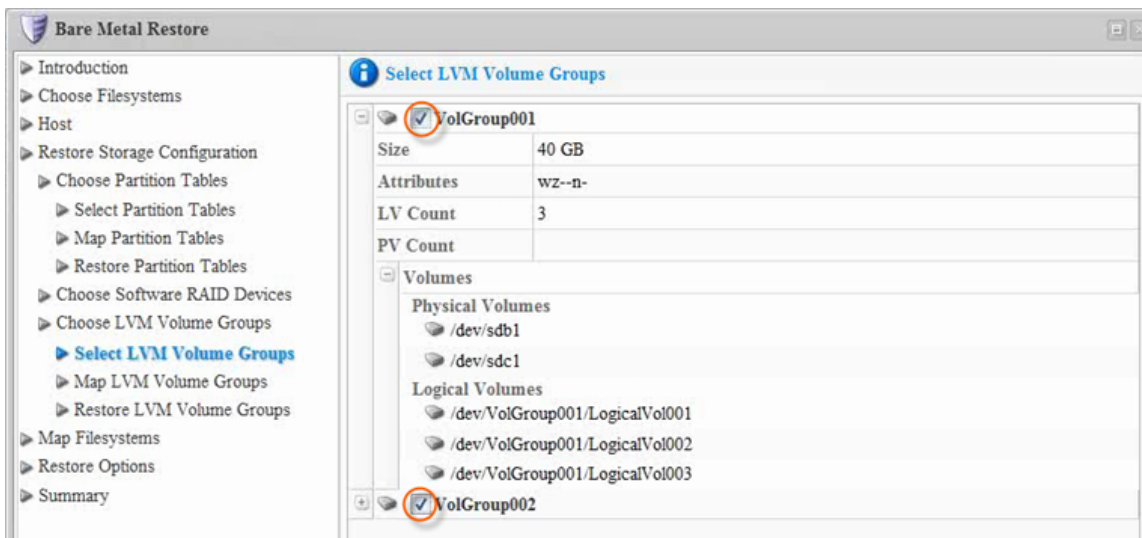 Bare Metal Restore
Introduction
Choose Filesystems
Host
Restore Storage Configuration
Choose Partition Tables
Select Partition Tables
Map Partition Tables
Restore Partition Tables
Choose Software RAID Devices
Choose LVM Volume Groups
Select LVM Volume Groups
Map LVM Volume Groups
Restore LVM Volume Groups
Map Filesystems
Restore Options
Summary
Select LVM Volume Groups
VolGroup001
Size 40 GB
Attributes wz--n-
LV Count 3
PV Count
Volumes
Physical Volumes
/dev/sdb1
/dev/sdc1
Logical Volumes
/dev/VolGroup001/LogicalVol001
/dev/VolGroup001/LogicalVol002
/dev/VolGroup001/LogicalVol003
VolGroup002